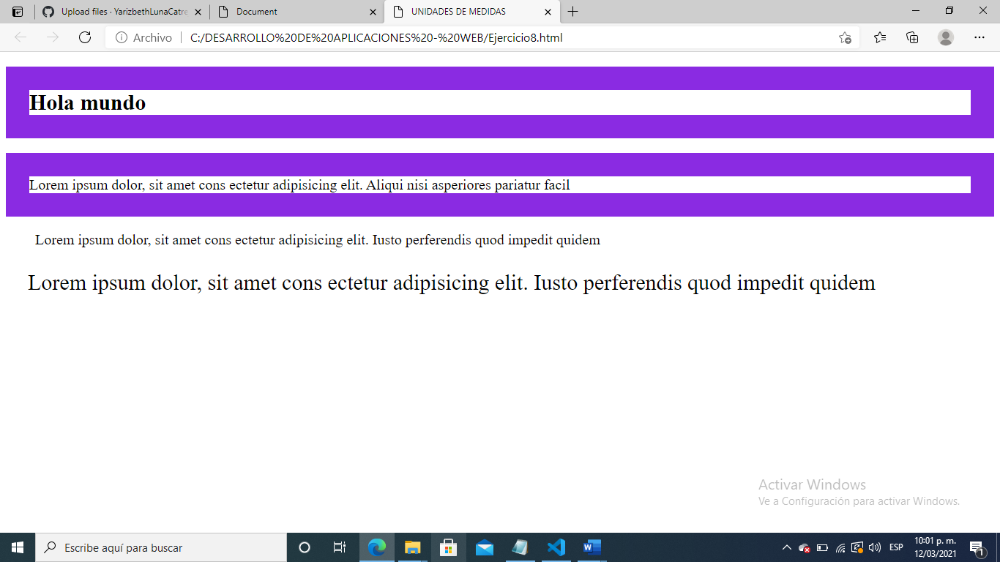 Upload files · YarizbethLunaCatre
Document
UNIDADES DE MEDIDAS
Archivo
C:/DESARROLLO%20DE%20APLICACIONES%20-%20WEB/Ejercicio8.html
Hola mundo
Lorem ipsum dolor, sit amet cons ectetur adipisicing elit. Aliqui nisi asperiores pariatur facil
Lorem ipsum dolor, sit amet cons ectetur adipisicing elit. Iusto perferendis quod impedit quidem
Lorem ipsum dolor, sit amet cons ectetur adipisicing elit. Iusto perferendis quod impedit quidem
Activar Windows
Ve a Configuración para activar Windows.
Escribe aquí para buscar
ESP
10:01 p. m.
12/03/2021
1